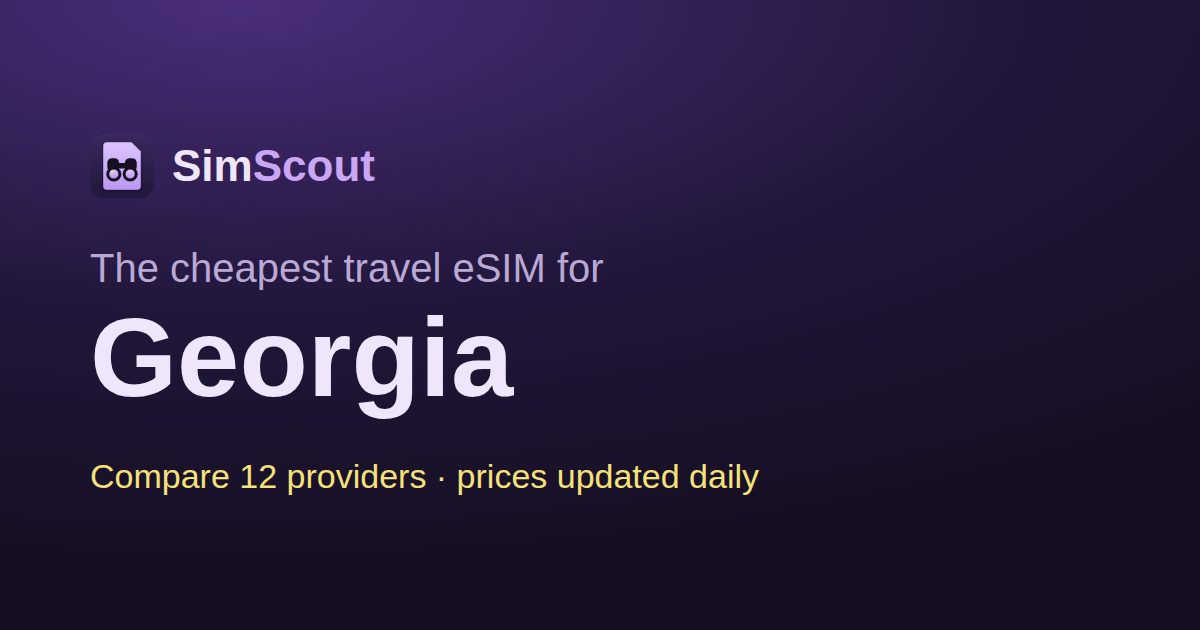 SimScout
The cheapest travel eSIM for
Georgia
Compare 12 providers · prices updated daily